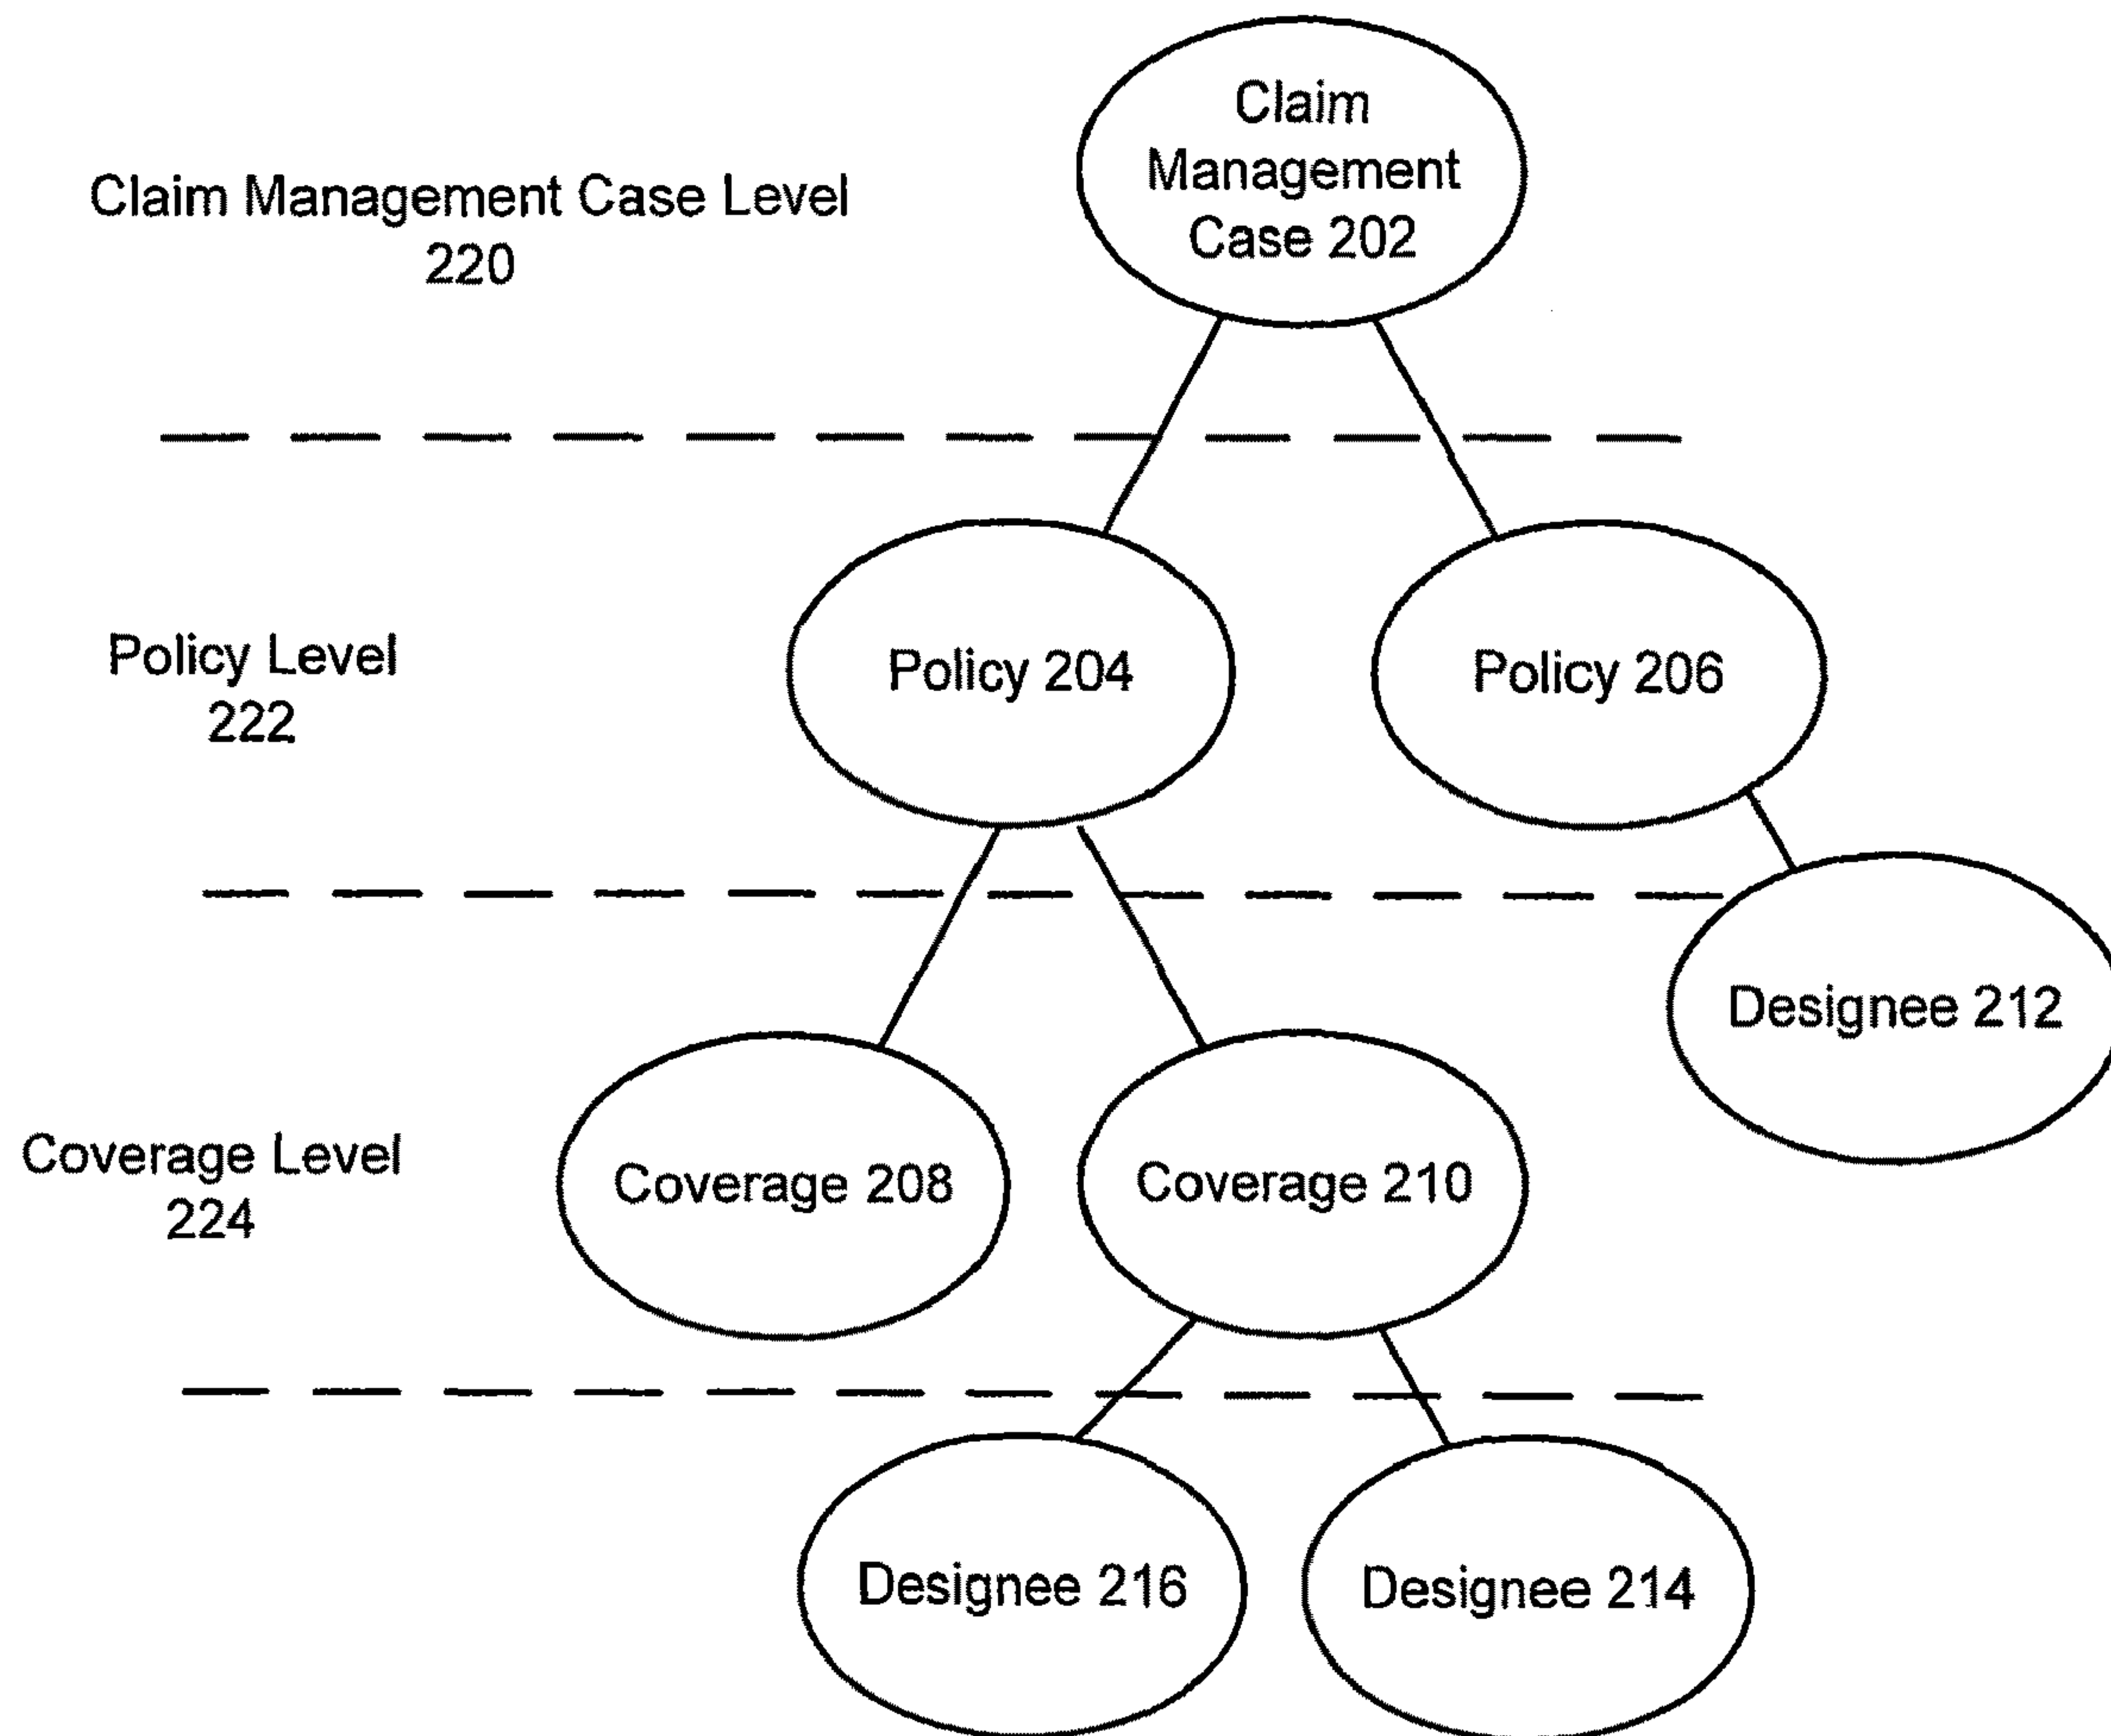 Claim
Management
Case 202
Claim Management Case Level
220
Policy Level
222
Policy 204
Policy 206
Designee 212
Coverage Level
224
Coverage 208
Coverage 210
Designee 216
Designee 214